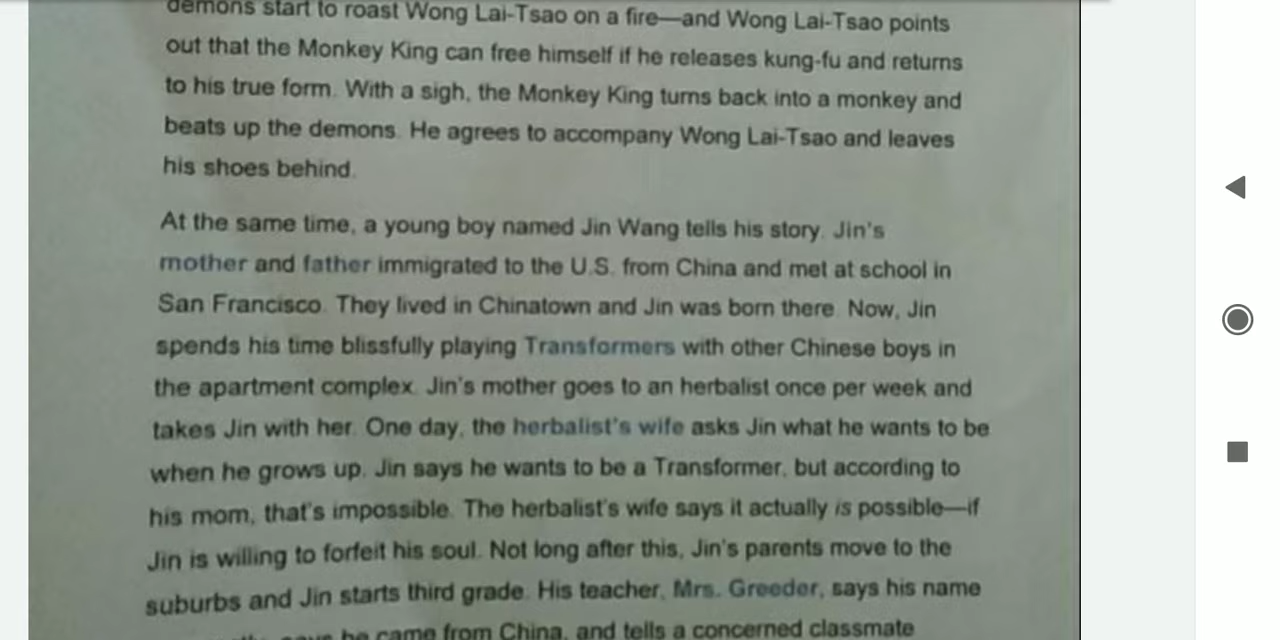 demons start to roast Wong Lai-Tsao on a fire—and Wong Lai-Tsao points
out that the Monkey King can free himself if he releases kung-fu and returns
to his true form. With a sigh, the Monkey King turns back into a monkey and
beats up the demons. He agrees to accompany Wong Lai-Tsao and leaves
his shoes behind.
At the same time, a young boy named Jin Wang tells his story. Jin's
mother and father immigrated to the U.S. from China and met at school in
San Francisco. They lived in Chinatown and Jin was born there. Now, Jin
spends his time blissfully playing Transformers with other Chinese boys in
the apartment complex. Jin's mother goes to an herbalist once per week and
takes Jin with her. One day, the herbalist's wife asks Jin what he wants to be
when he grows up. Jin says he wants to be a Transformer, but according to
his mom, that's impossible. The herbalist's wife says it actually is possible—if
Jin is willing to forfeit his soul. Not long after this, Jin's parents move to the
suburbs and Jin starts third grade. His teacher, Mrs. Greeder, says his name
he came from China, and tells a concerned classmate